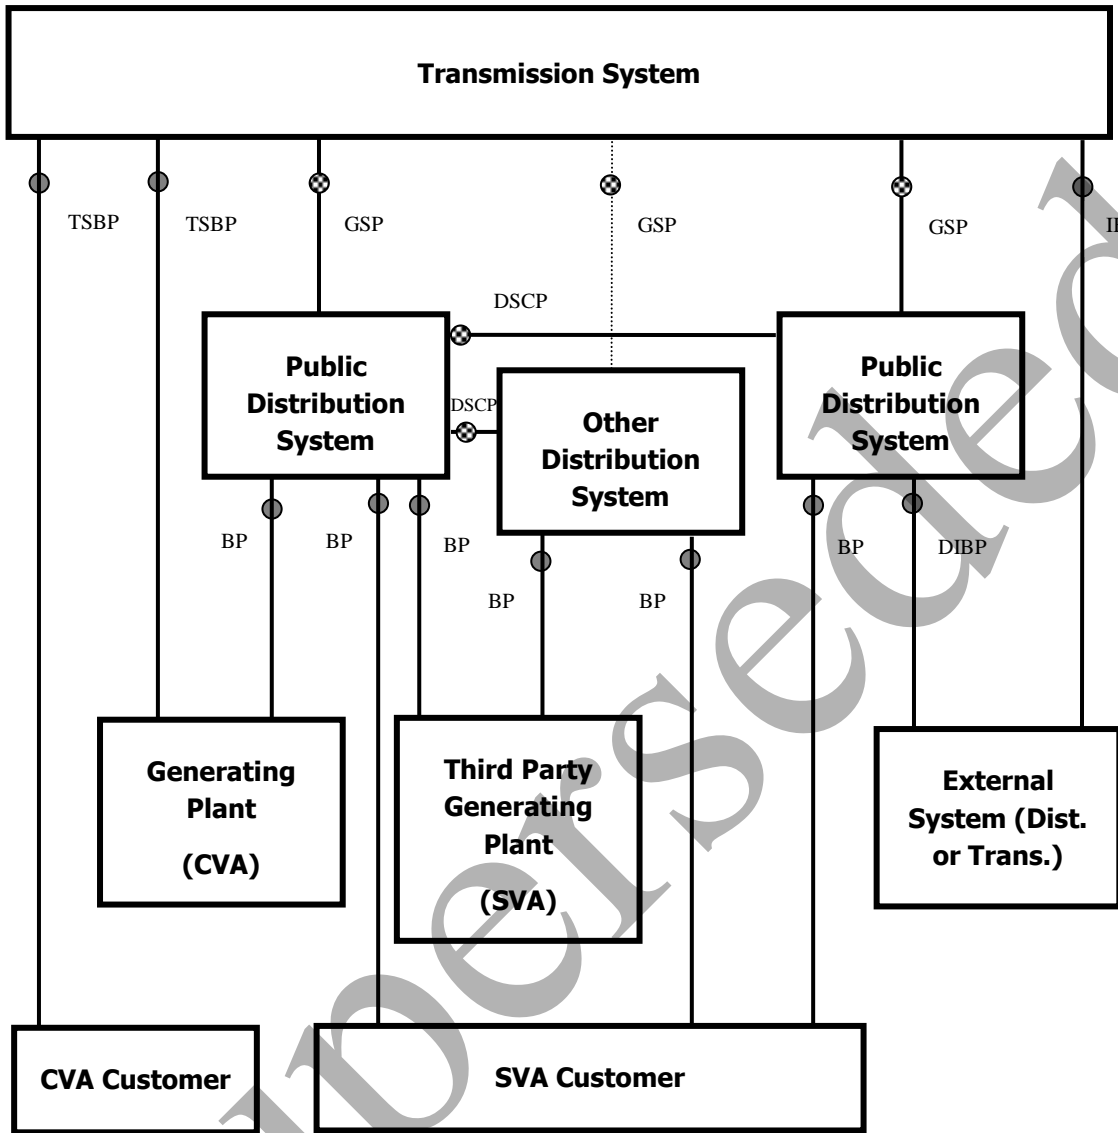 Transmission System
TSBP
TSBP
GSP
GSP
GSP
DSCP
Public
Distribution
System
DSCP
Other
Distribution
System
Public
Distribution
System
BP
BP
BP
BP
BP
BP
DIBP
Generating
Plant
(CVA)
Third Party
Generating
Plant
(SVA)
External
System (Dist.
or Trans.)
CVA Customer
SVA Customer